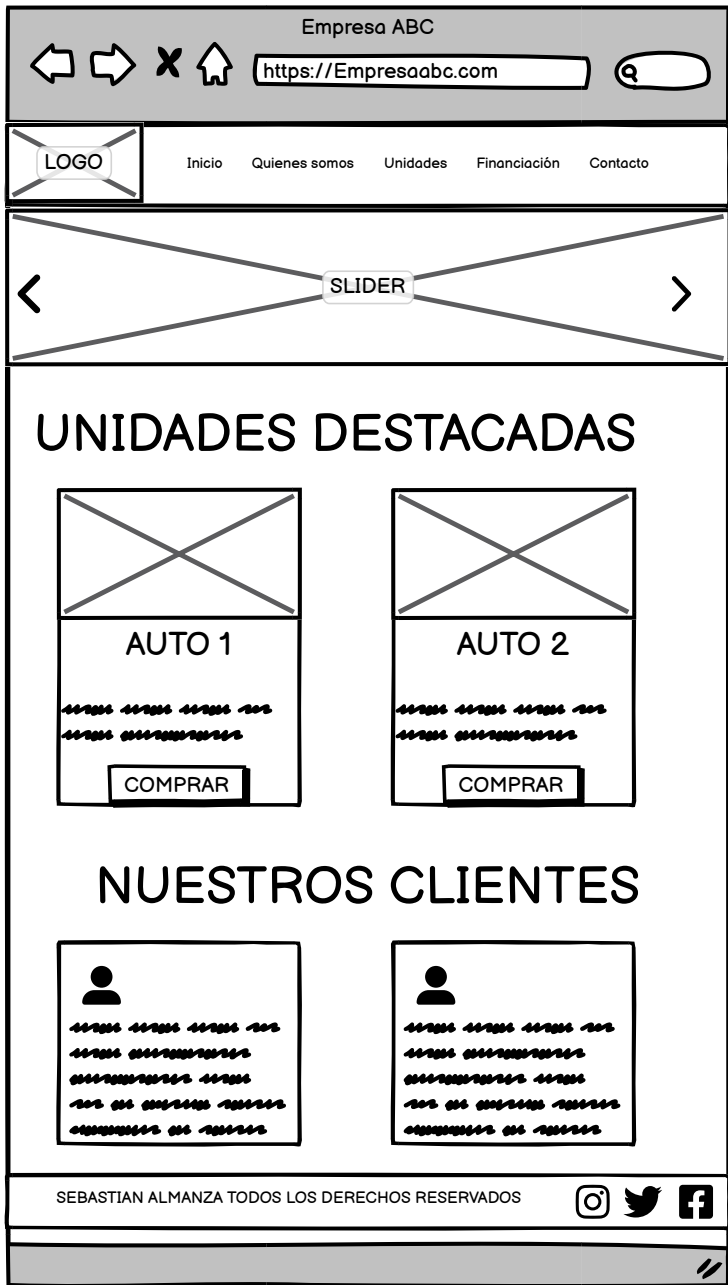 Empresa ABC
https://Empresaabc.com
LOGO
Inicio Quienes somos Unidades Financiación Contacto
SLIDER
UNIDADES DESTACADAS
AUTO 1 AUTO 2
COMPRAR COMPRAR
NUESTROS CLIENTES
SEBASTIAN ALMANZA TODOS LOS DERECHOS RESERVADOS